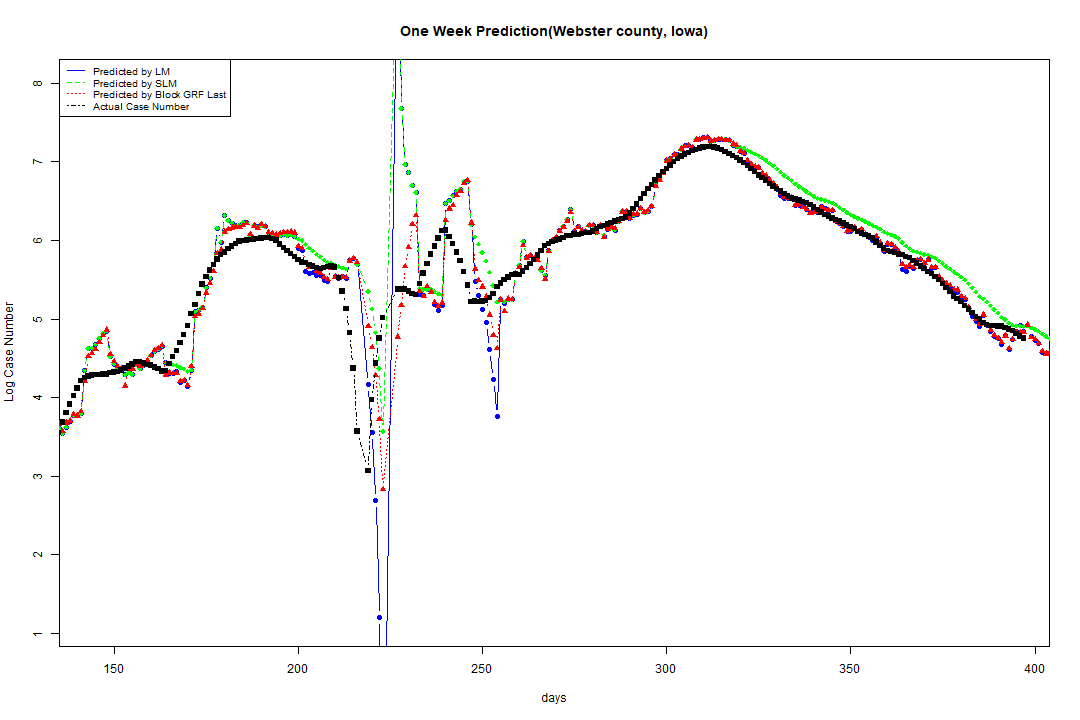 One Week Prediction(Webster county, Iowa)
Predicted by LM
Predicted by SLM
Predicted by Block GRF Last
Actual Case Number
8
7
6
5
4
3
2
1
Log Case Number
150 200 250 300 350 400
days